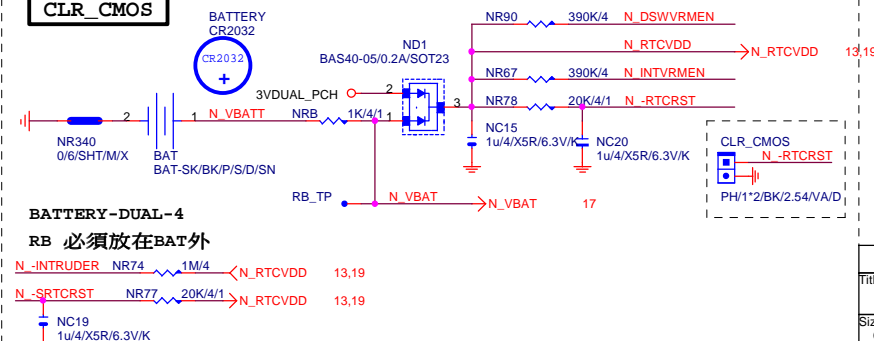 CLR_CMOS
BATTERY
CR2032
CR2032
+
ND1
BAS40-05/0.2A/SOT23
3VDUAL_PCH
2
1
3
NR90 390K/4 N_DSWVRMEN
N_RTCVDD
N_RTCVDD 13,19
NR67 390K/4 N_INTVRMEN
NR78 20K/4/1 N_-RTCRST
NR340
0/6/SHT/M/X
2
1
N_VBATT
NRB 1K/4/1
BAT
BAT-SK/BK/P/S/D/SN
NC15
1u/4/X5R/6.3V/K
NC20
1u/4/X5R/6.3V/K
CLR_CMOS
N_-RTCRST
PH/1*2/BK/2.54/VA/D
RB_TP
N_VBAT
N_VBAT 17
BATTERY-DUAL-4
RB 必須放在BAT外
N_-INTRUDER NR74 1M/4 N_RTCVDD 13,19
N_-SRTCRST NR77 20K/4/1 N_RTCVDD 13,19
NC19
1u/4/X5R/6.3V/K